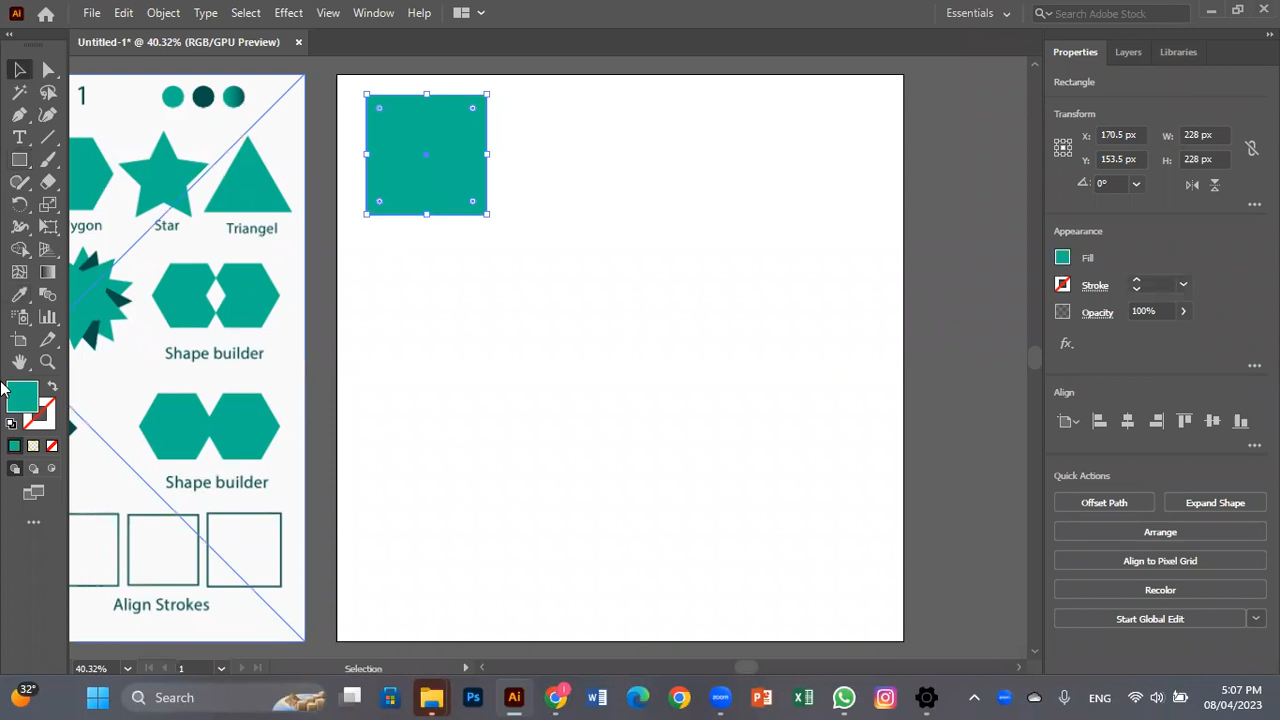 Ai File Edit Object Type Select Effect View Window Help Essentials Search Adobe Stock
Untitled-1* @ 40.32% (RGB/GPU Preview)
1
ygon Star Triangel
Shape builder
Shape builder
Align Strokes
Properties Layers Libraries
Rectangle
Transform
X: 170.5 px W: 228 px
Y: 153.5 px H: 228 px
0°
Appearance
Fill
Stroke
Opacity 100%
fx.
Align
Quick Actions
Offset Path Expand Shape
Arrange
Align to Pixel Grid
Recolor
Start Global Edit
40.32% 1 Selection
32° Search Ps Ai 1 ENG 5:07 PM
08/04/2023